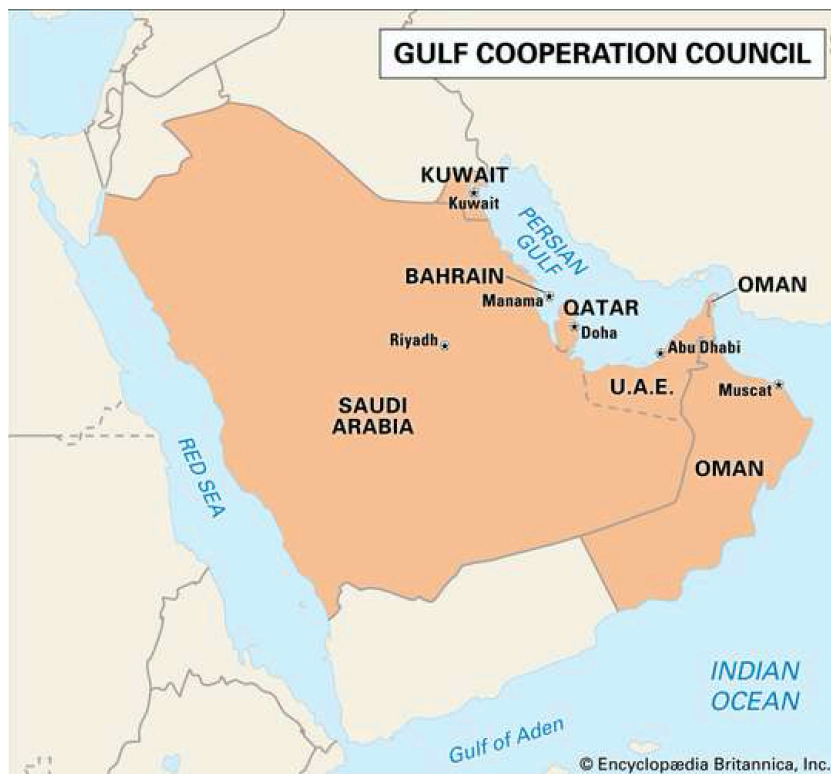 GULF COOPERATION COUNCIL
KUWAIT
Kuwait
PERSIAN
GULF
BAHRAIN
Manama
QATAR
Doha
OMAN
Riyadh
Abu Dhabi
U.A.E.
Muscat
SAUDI
ARABIA
RED SEA
OMAN
INDIAN
OCEAN
Gulf of Aden
© Encyclopædia Britannica, Inc.